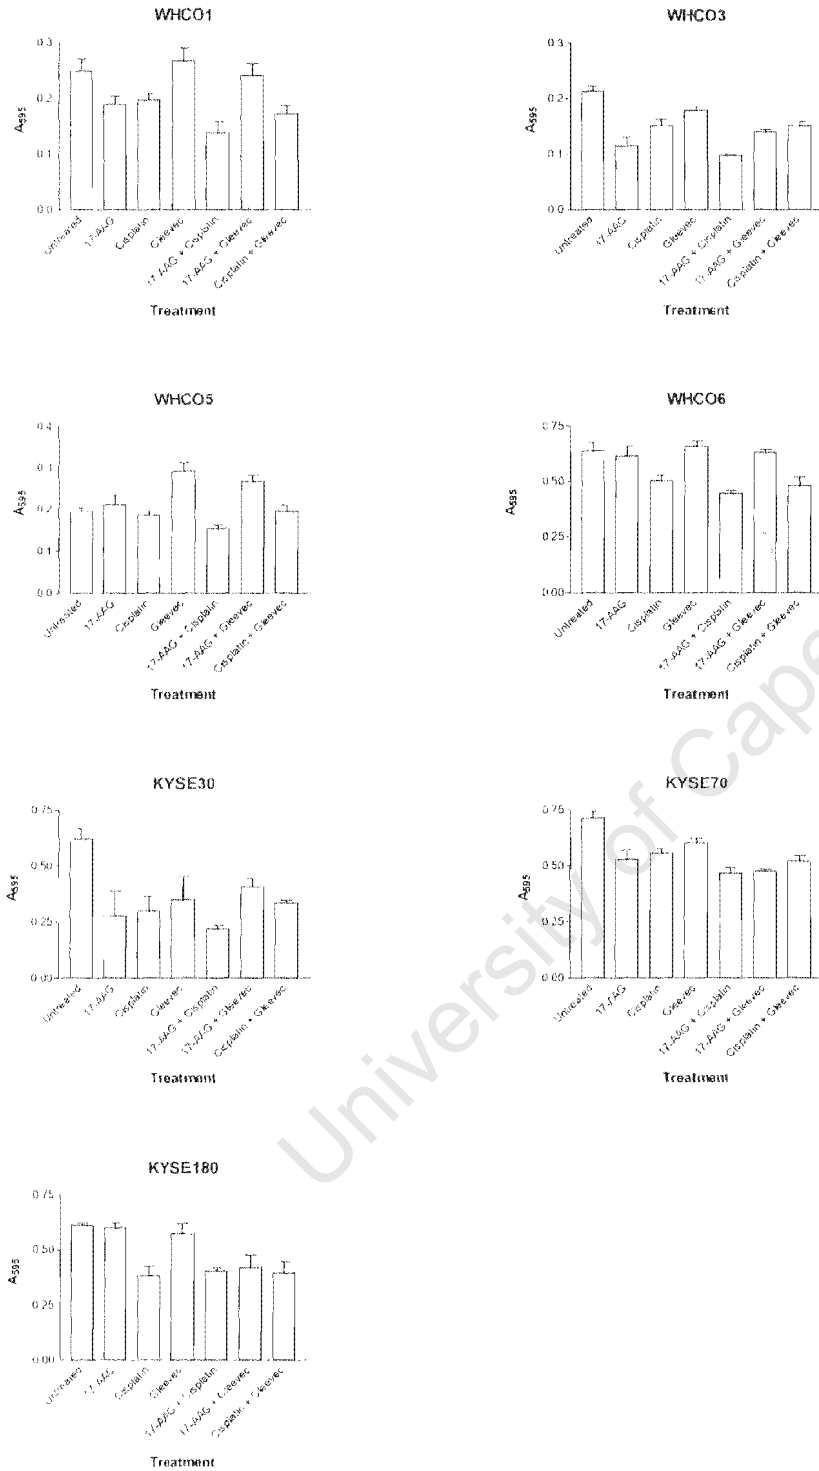 WHCO1
0.3
0.2
0.1
0.0
A595
Untreated
17-AAG
Cisplatin
Gleevec
17-AAG + Cisplatin
17-AAG + Gleevec
Cisplatin + Gleevec
Treatment
WHCO3
0.3
0.2
0.1
0.0
A595
Untreated
17-AAG
Cisplatin
Gleevec
17-AAG + Cisplatin
17-AAG + Gleevec
Cisplatin + Gleevec
Treatment
WHCO5
0.4
0.3
0.2
0.1
0.0
A595
Untreated
17-AAG
Cisplatin
Gleevec
17-AAG + Cisplatin
17-AAG + Gleevec
Cisplatin + Gleevec
Treatment
WHCO6
0.75
0.50
0.25
0.00
A595
Untreated
17-AAG
Cisplatin
Gleevec
17-AAG + Cisplatin
17-AAG + Gleevec
Cisplatin + Gleevec
Treatment
KYSE30
0.75
0.50
0.25
0.00
A595
Untreated
17-AAG
Cisplatin
Gleevec
17-AAG + Cisplatin
17-AAG + Gleevec
Cisplatin + Gleevec
Treatment
KYSE70
0.75
0.50
0.25
0.00
A595
Untreated
17-AAG
Cisplatin
Gleevec
17-AAG + Cisplatin
17-AAG + Gleevec
Cisplatin + Gleevec
Treatment
KYSE180
0.75
0.50
0.25
0.00
A595
Untreated
17-AAG
Cisplatin
Gleevec
17-AAG + Cisplatin
17-AAG + Gleevec
Cisplatin + Gleevec
Treatment
University of Cape